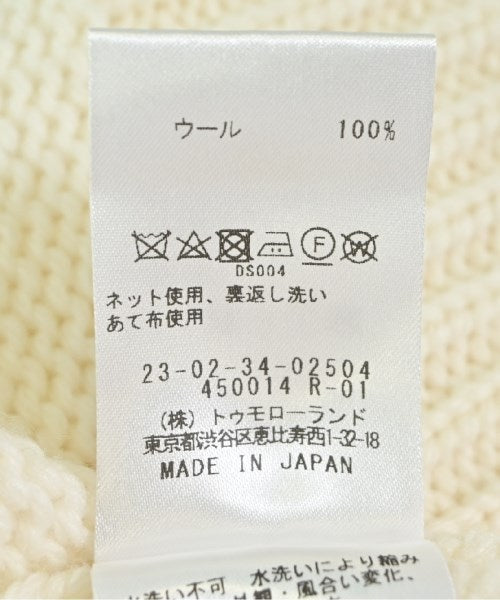 ウール 100%
F W
DS004
ネット使用、裏返し洗い
あて布使用
23-02-34-02504
450014 R-01
(株) トゥモローランド
東京都渋谷区恵比寿西1-32-18
MADE IN JAPAN
水洗い不可 水洗いにより縮み
風合い変化、